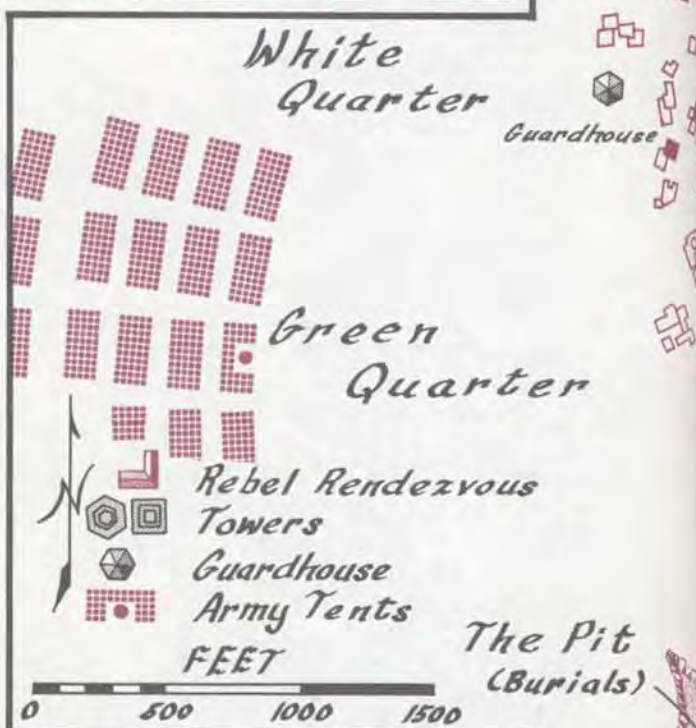 White
Quarter
Guardhouse
Green
Quarter
N
Rebel Rendezvous
Towers
Guardhouse
Army Tents
FEET
0 500 1000 1500
The Pit
(Burials)